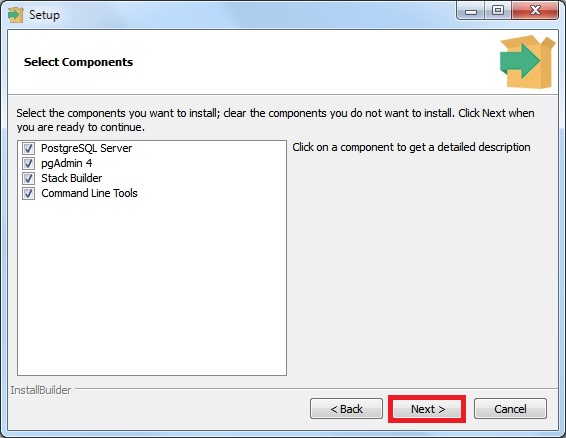 Setup
Select Components
Select the components you want to install; clear the components you do not want to install. Click Next when
you are ready to continue.
PostgreSQL Server
pgAdmin 4
Stack Builder
Command Line Tools
Click on a component to get a detailed description
InstallBuilder
< Back
Next >
Cancel